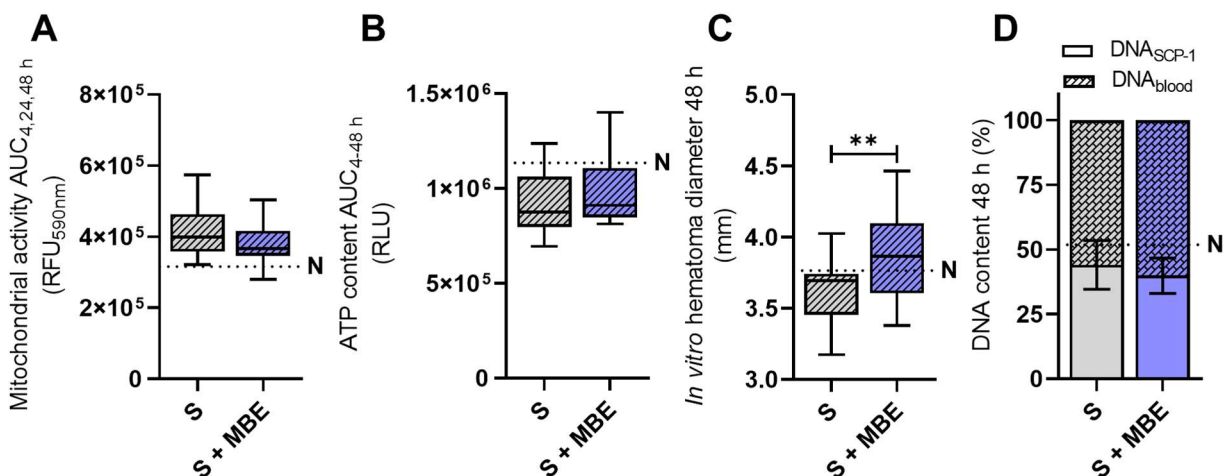 A
Mitochondrial activity AUC4,24,48 h
(RFU590nm)
8×10⁵
6×10⁵
4×10⁵
2×10⁵
0
N
S
S + MBE
B
ATP content AUC4-48 h
(RLU)
1.5×10⁶
1×10⁶
5×10⁵
0
N
S
S + MBE
C
In vitro hematoma diameter 48 h
(mm)
5.0
4.5
4.0
3.5
3.0
**
N
S
S + MBE
D
DNASCP-1
DNAblood
DNA content 48 h (%)
100
75
50
25
0
N
S
S + MBE